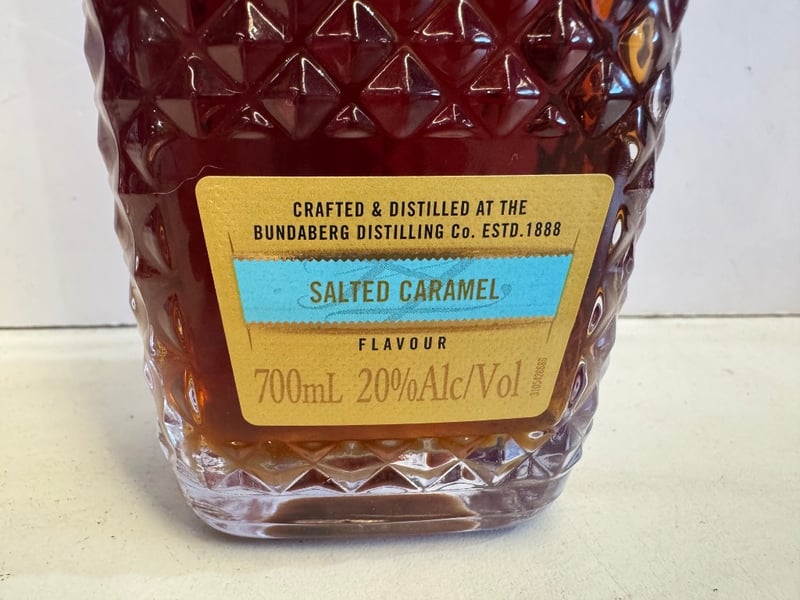 CRAFTED & DISTILLED AT THE
BUNDABERG DISTILLING Co. ESTD.1888
SALTED CARAMEL
FLAVOUR
700mL 20%Alc/Vol